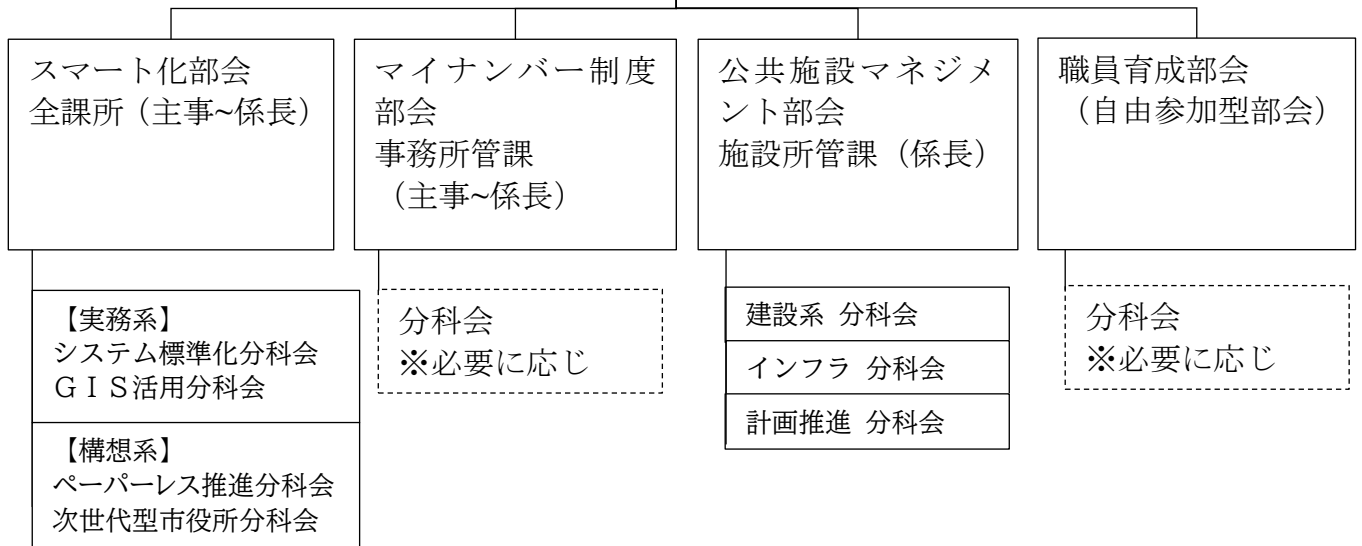 スマート化部会
全課所（主事~係長）
マイナンバー制度
部会
事務所管課
（主事~係長）
公共施設マネジメ
ント部会
施設所管課（係長）
職員育成部会
（自由参加型部会）
【実務系】
システム標準化分科会
ＧＩＳ活用分科会
【構想系】
ペーパーレス推進分科会
次世代型市役所分科会
分科会
※必要に応じ
建設系 分科会
インフラ 分科会
計画推進 分科会
分科会
※必要に応じ